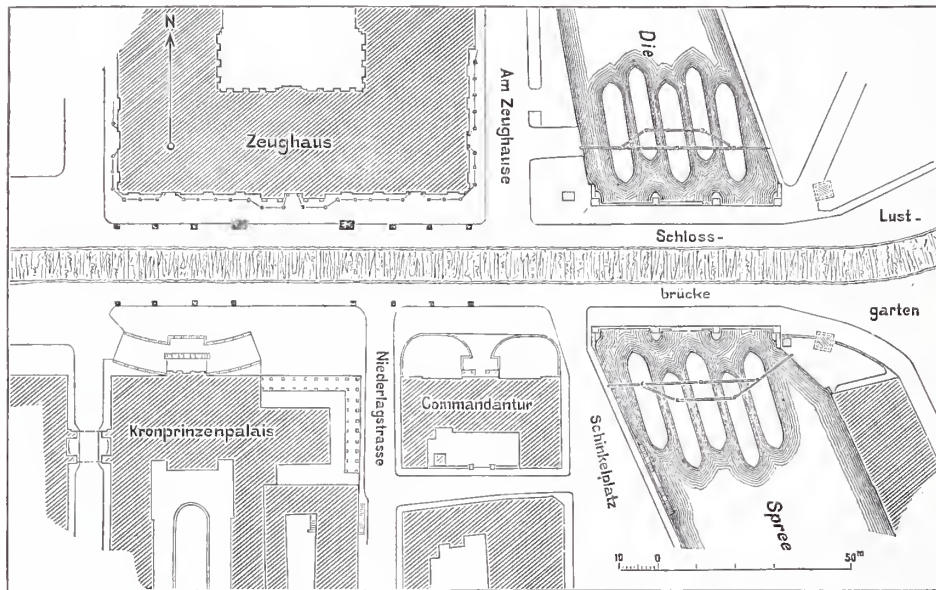 N
Zeughaus
Am Zeughause
Die
Schloss-
Lust-
brücke
garten
Kronprinzenpalais
Niederlagstrasse
Commandantur
Schinkelplatz
Spree
10 0 50m